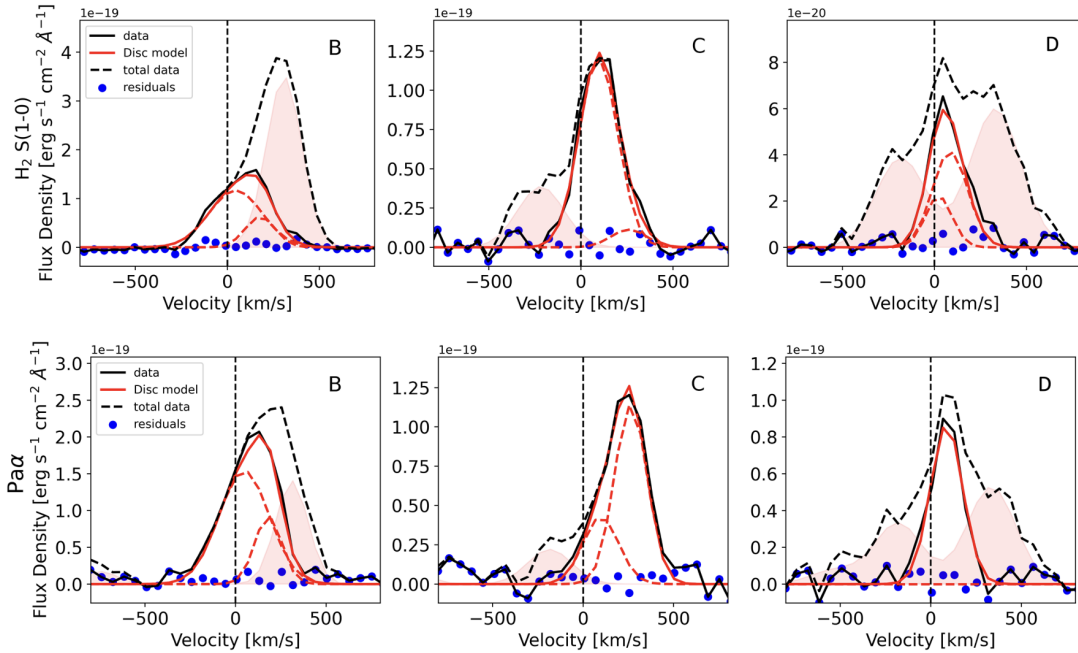 1e−19
1e−19
1e−20
B
C
D
data
Disc model
total data
residuals
H₂ S(1-0)
Flux Density [erg s⁻¹ cm⁻² Å⁻¹]
4
3
2
1
0
1.25
1.00
0.75
0.50
0.25
0.00
8
6
4
2
0
−500 0 500
−500 0 500
−500 0 500
Velocity [km/s]
Velocity [km/s]
Velocity [km/s]
1e−19
1e−19
1e−19
B
C
D
data
Disc model
total data
residuals
Paα
Flux Density [erg s⁻¹ cm⁻² Å⁻¹]
3.0
2.5
2.0
1.5
1.0
0.5
0.0
1.25
1.00
0.75
0.50
0.25
0.00
1.2
1.0
0.8
0.6
0.4
0.2
0.0
−500 0 500
−500 0 500
−500 0 500
Velocity [km/s]
Velocity [km/s]
Velocity [km/s]